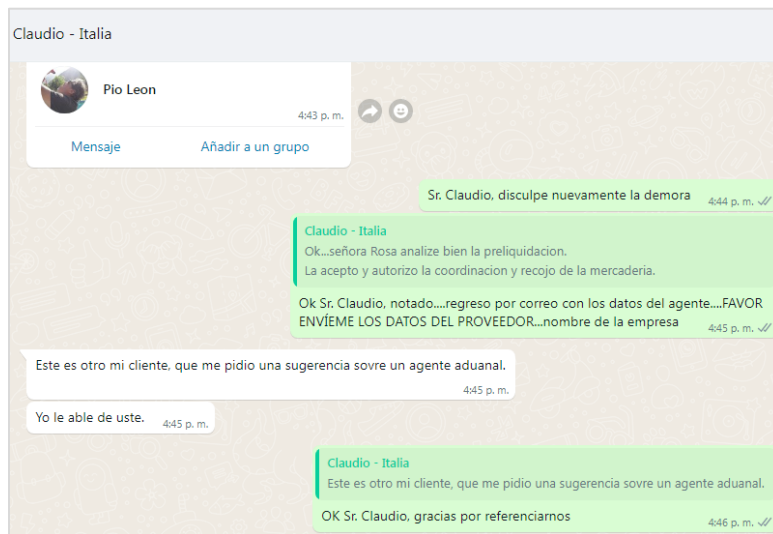 Claudio - Italia
Pio Leon
4:43 p. m.
Mensaje Añadir a un grupo
Sr. Claudio, disculpe nuevamente la demora 4:44 p. m.
Claudio - Italia
Ok...señora Rosa analize bien la preliquidacion.
La acepto y autorizo la coordinacion y recojo de la mercaderia.
Ok Sr. Claudio, notado....regreso por correo con los datos del agente....FAVOR
ENVÍEME LOS DATOS DEL PROVEEDOR...nombre de la empresa 4:45 p. m.
Este es otro mi cliente, que me pidio una sugerencia sovre un agente aduanal.
4:45 p. m.
Yo le able de uste. 4:45 p. m.
Claudio - Italia
Este es otro mi cliente, que me pidio una sugerencia sovre un agente aduanal.
OK Sr. Claudio, gracias por referenciarnos 4:46 p. m.